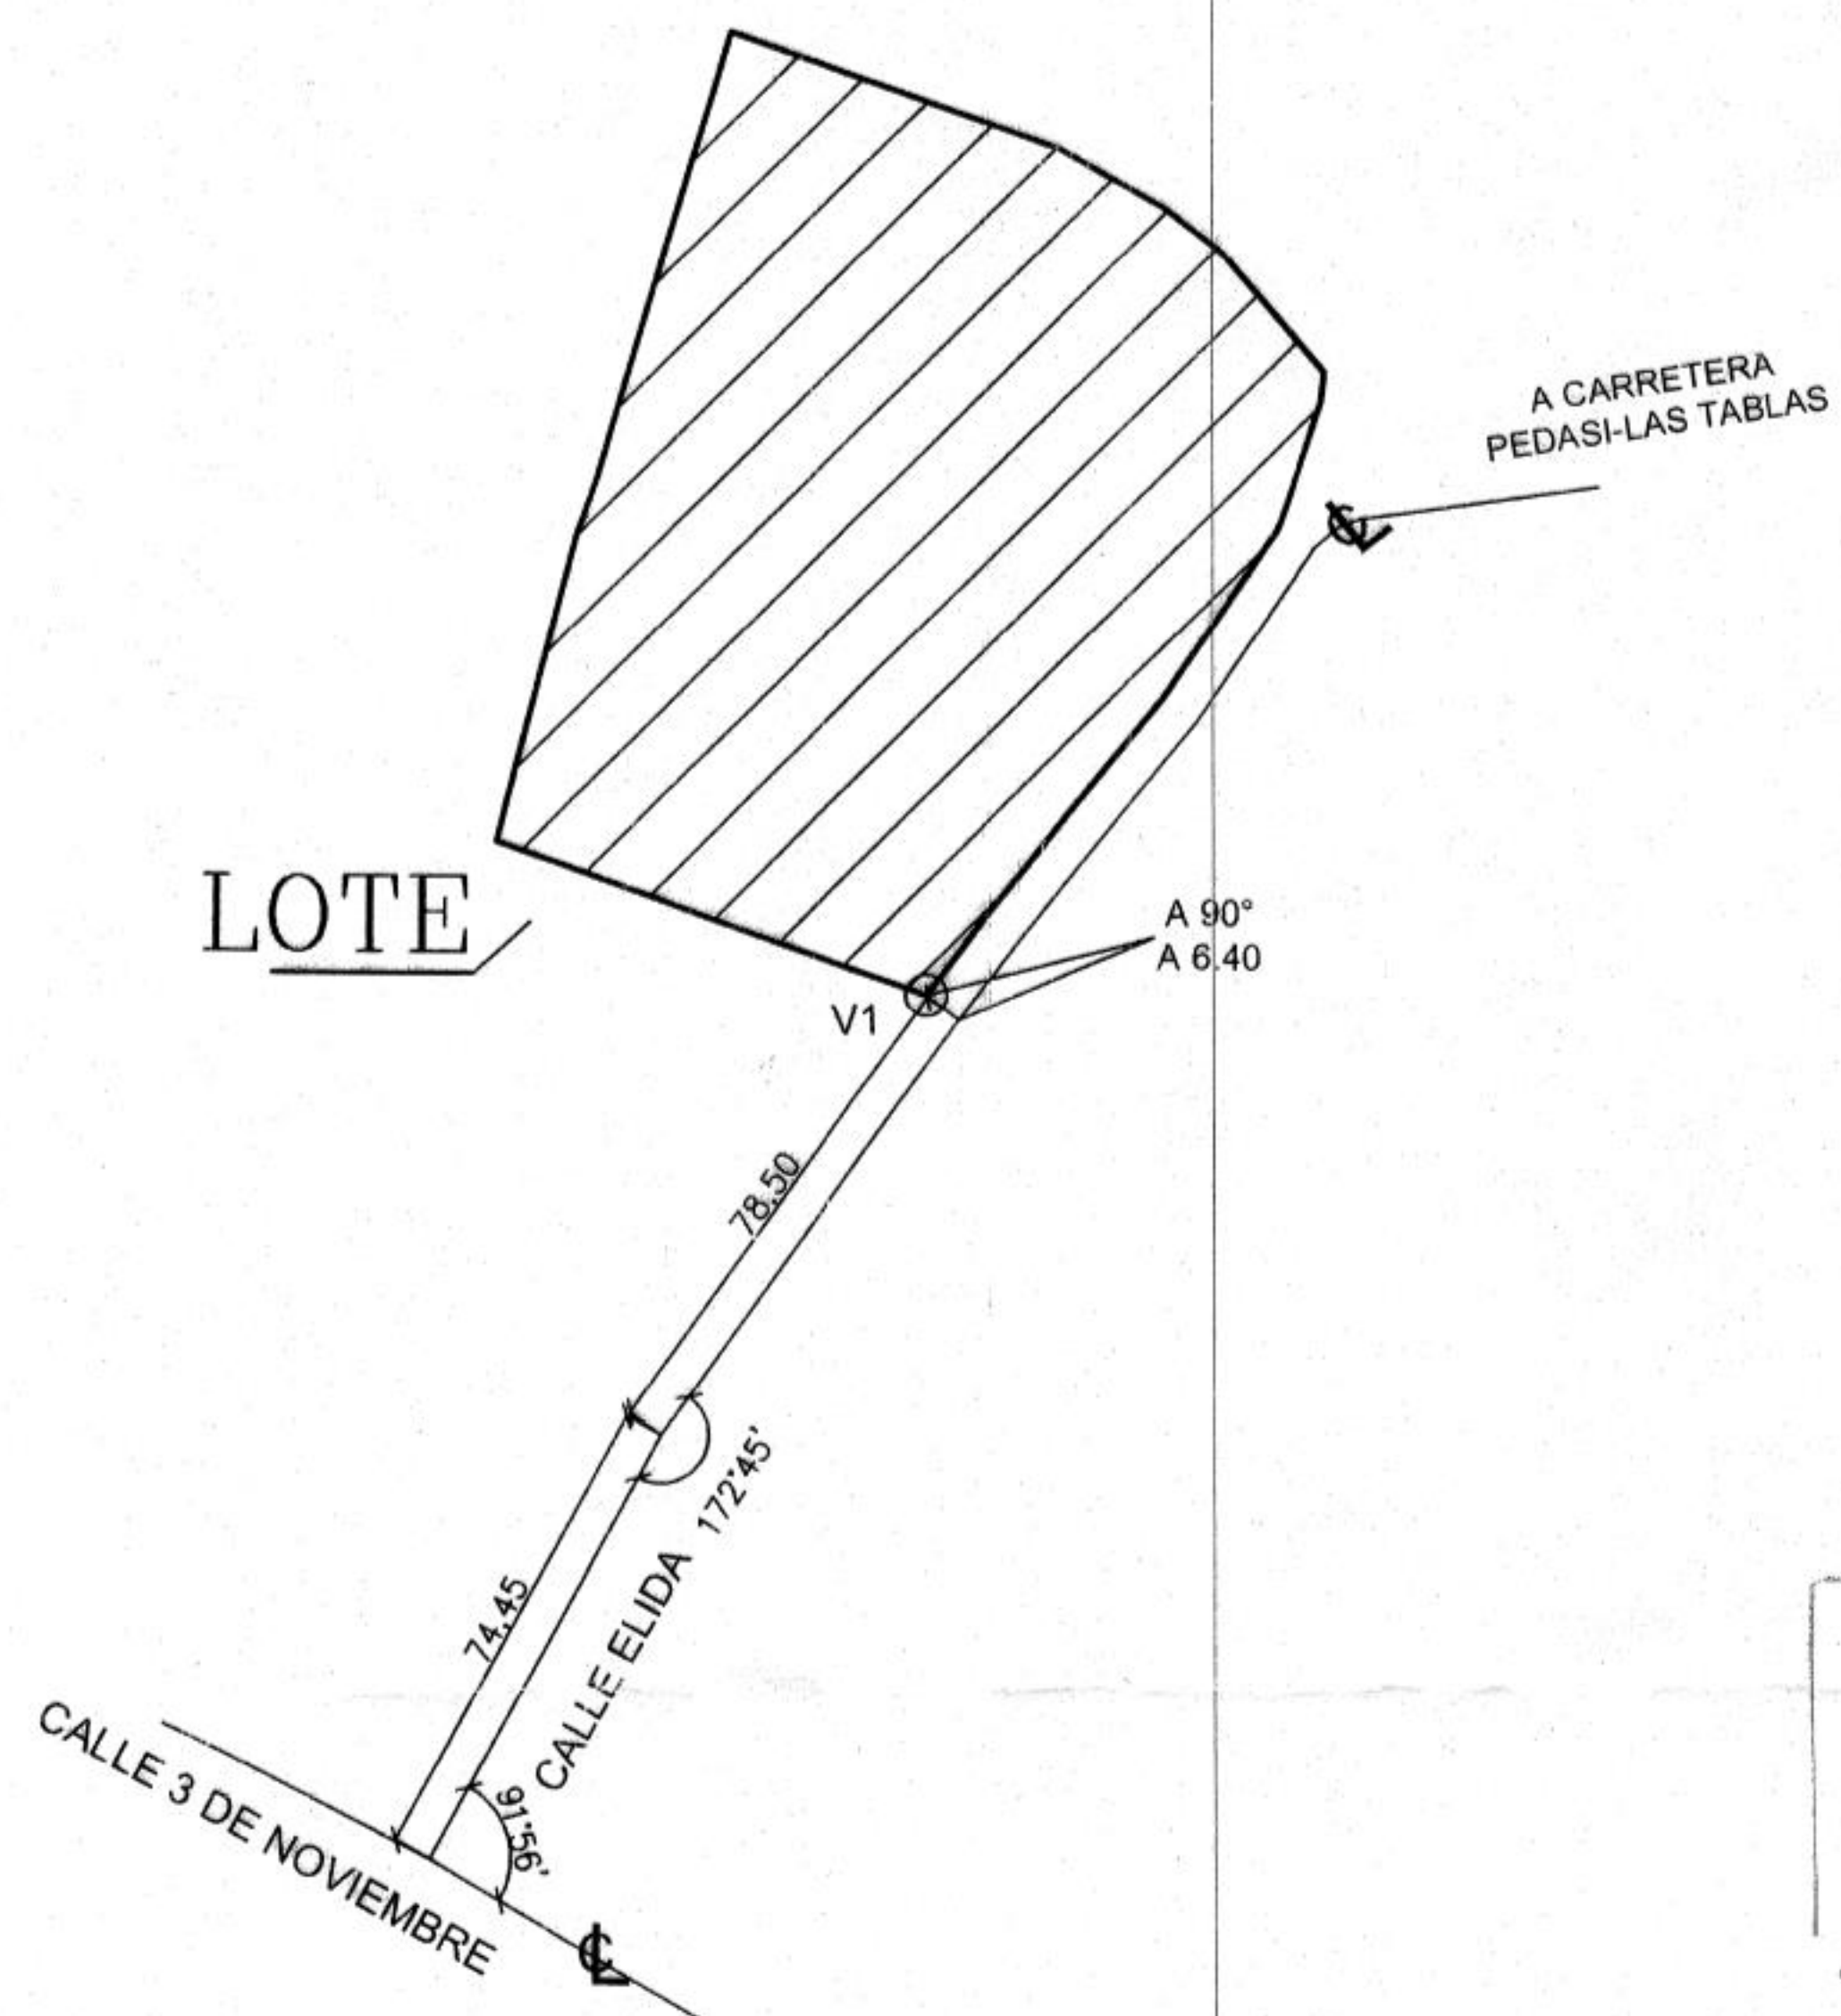 A CARRETERA
PEDASI-LAS TABLAS
LOTE
A 90°
A 6.40
V1
78.50
172°45'
74.45
CALLE ELIDA
91°56'
CALLE 3 DE NOVIEMBRE